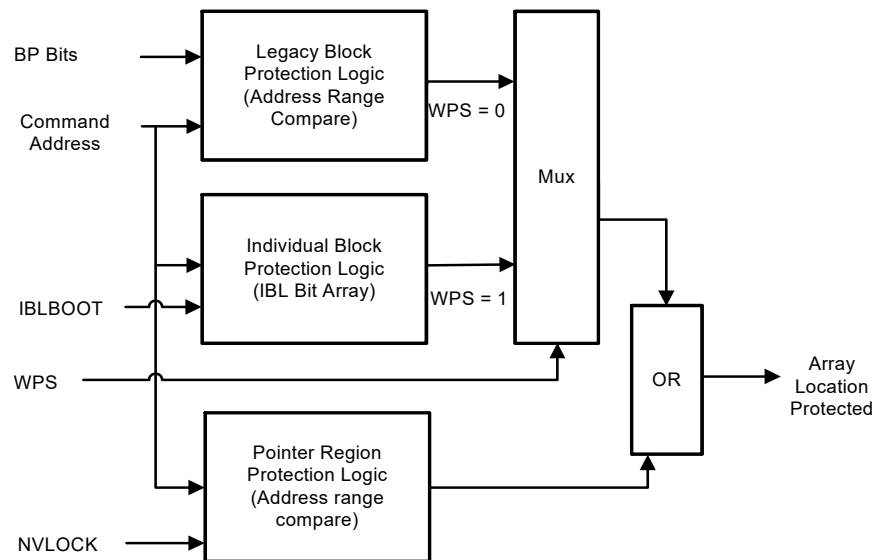 BP Bits
Command
Address
Legacy Block
Protection Logic
(Address Range
Compare)
WPS = 0
Mux
Individual Block
Protection Logic
(IBL Bit Array)
WPS = 1
IBLBOOT
WPS
OR
Array
Location
Protected
Pointer Region
Protection Logic
(Address range
compare)
NVLOCK